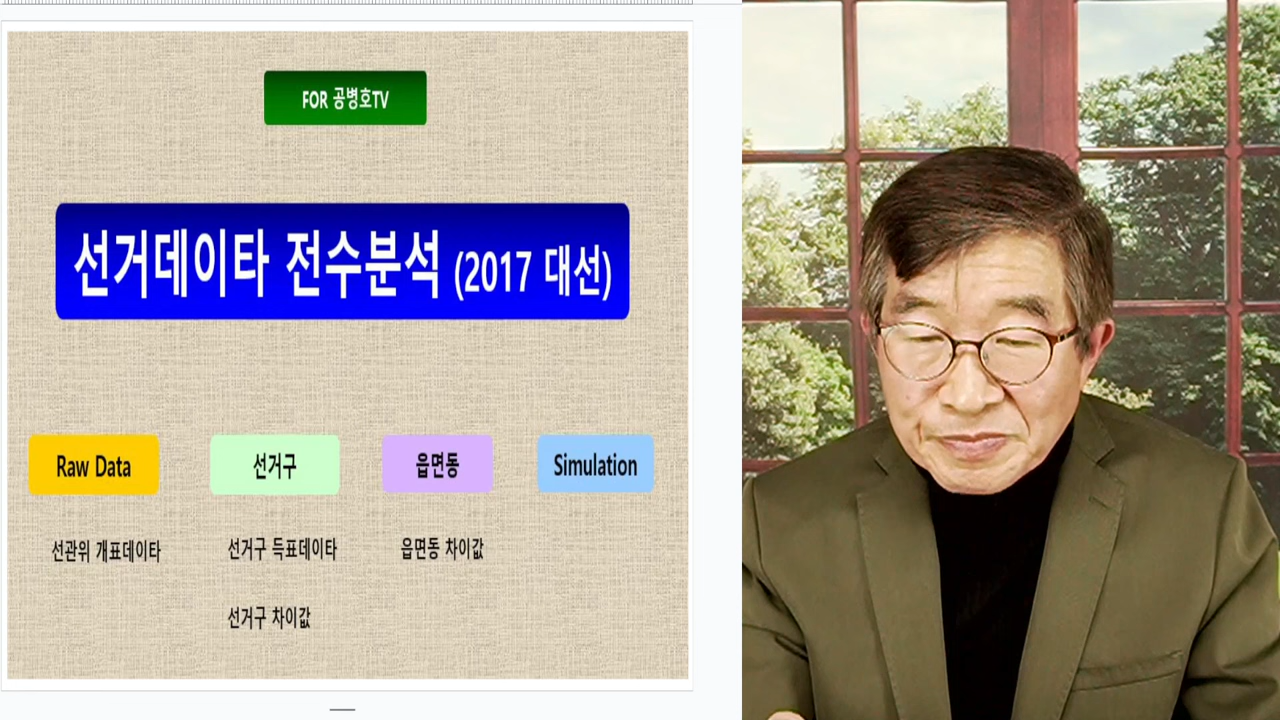 FOR 공병호TV
선거데이타 전수분석 (2017 대선)
Raw Data
선거구
읍면동
Simulation
선관위 개표데이타
선거구 득표데이타
읍면동 차이값
선거구 차이값